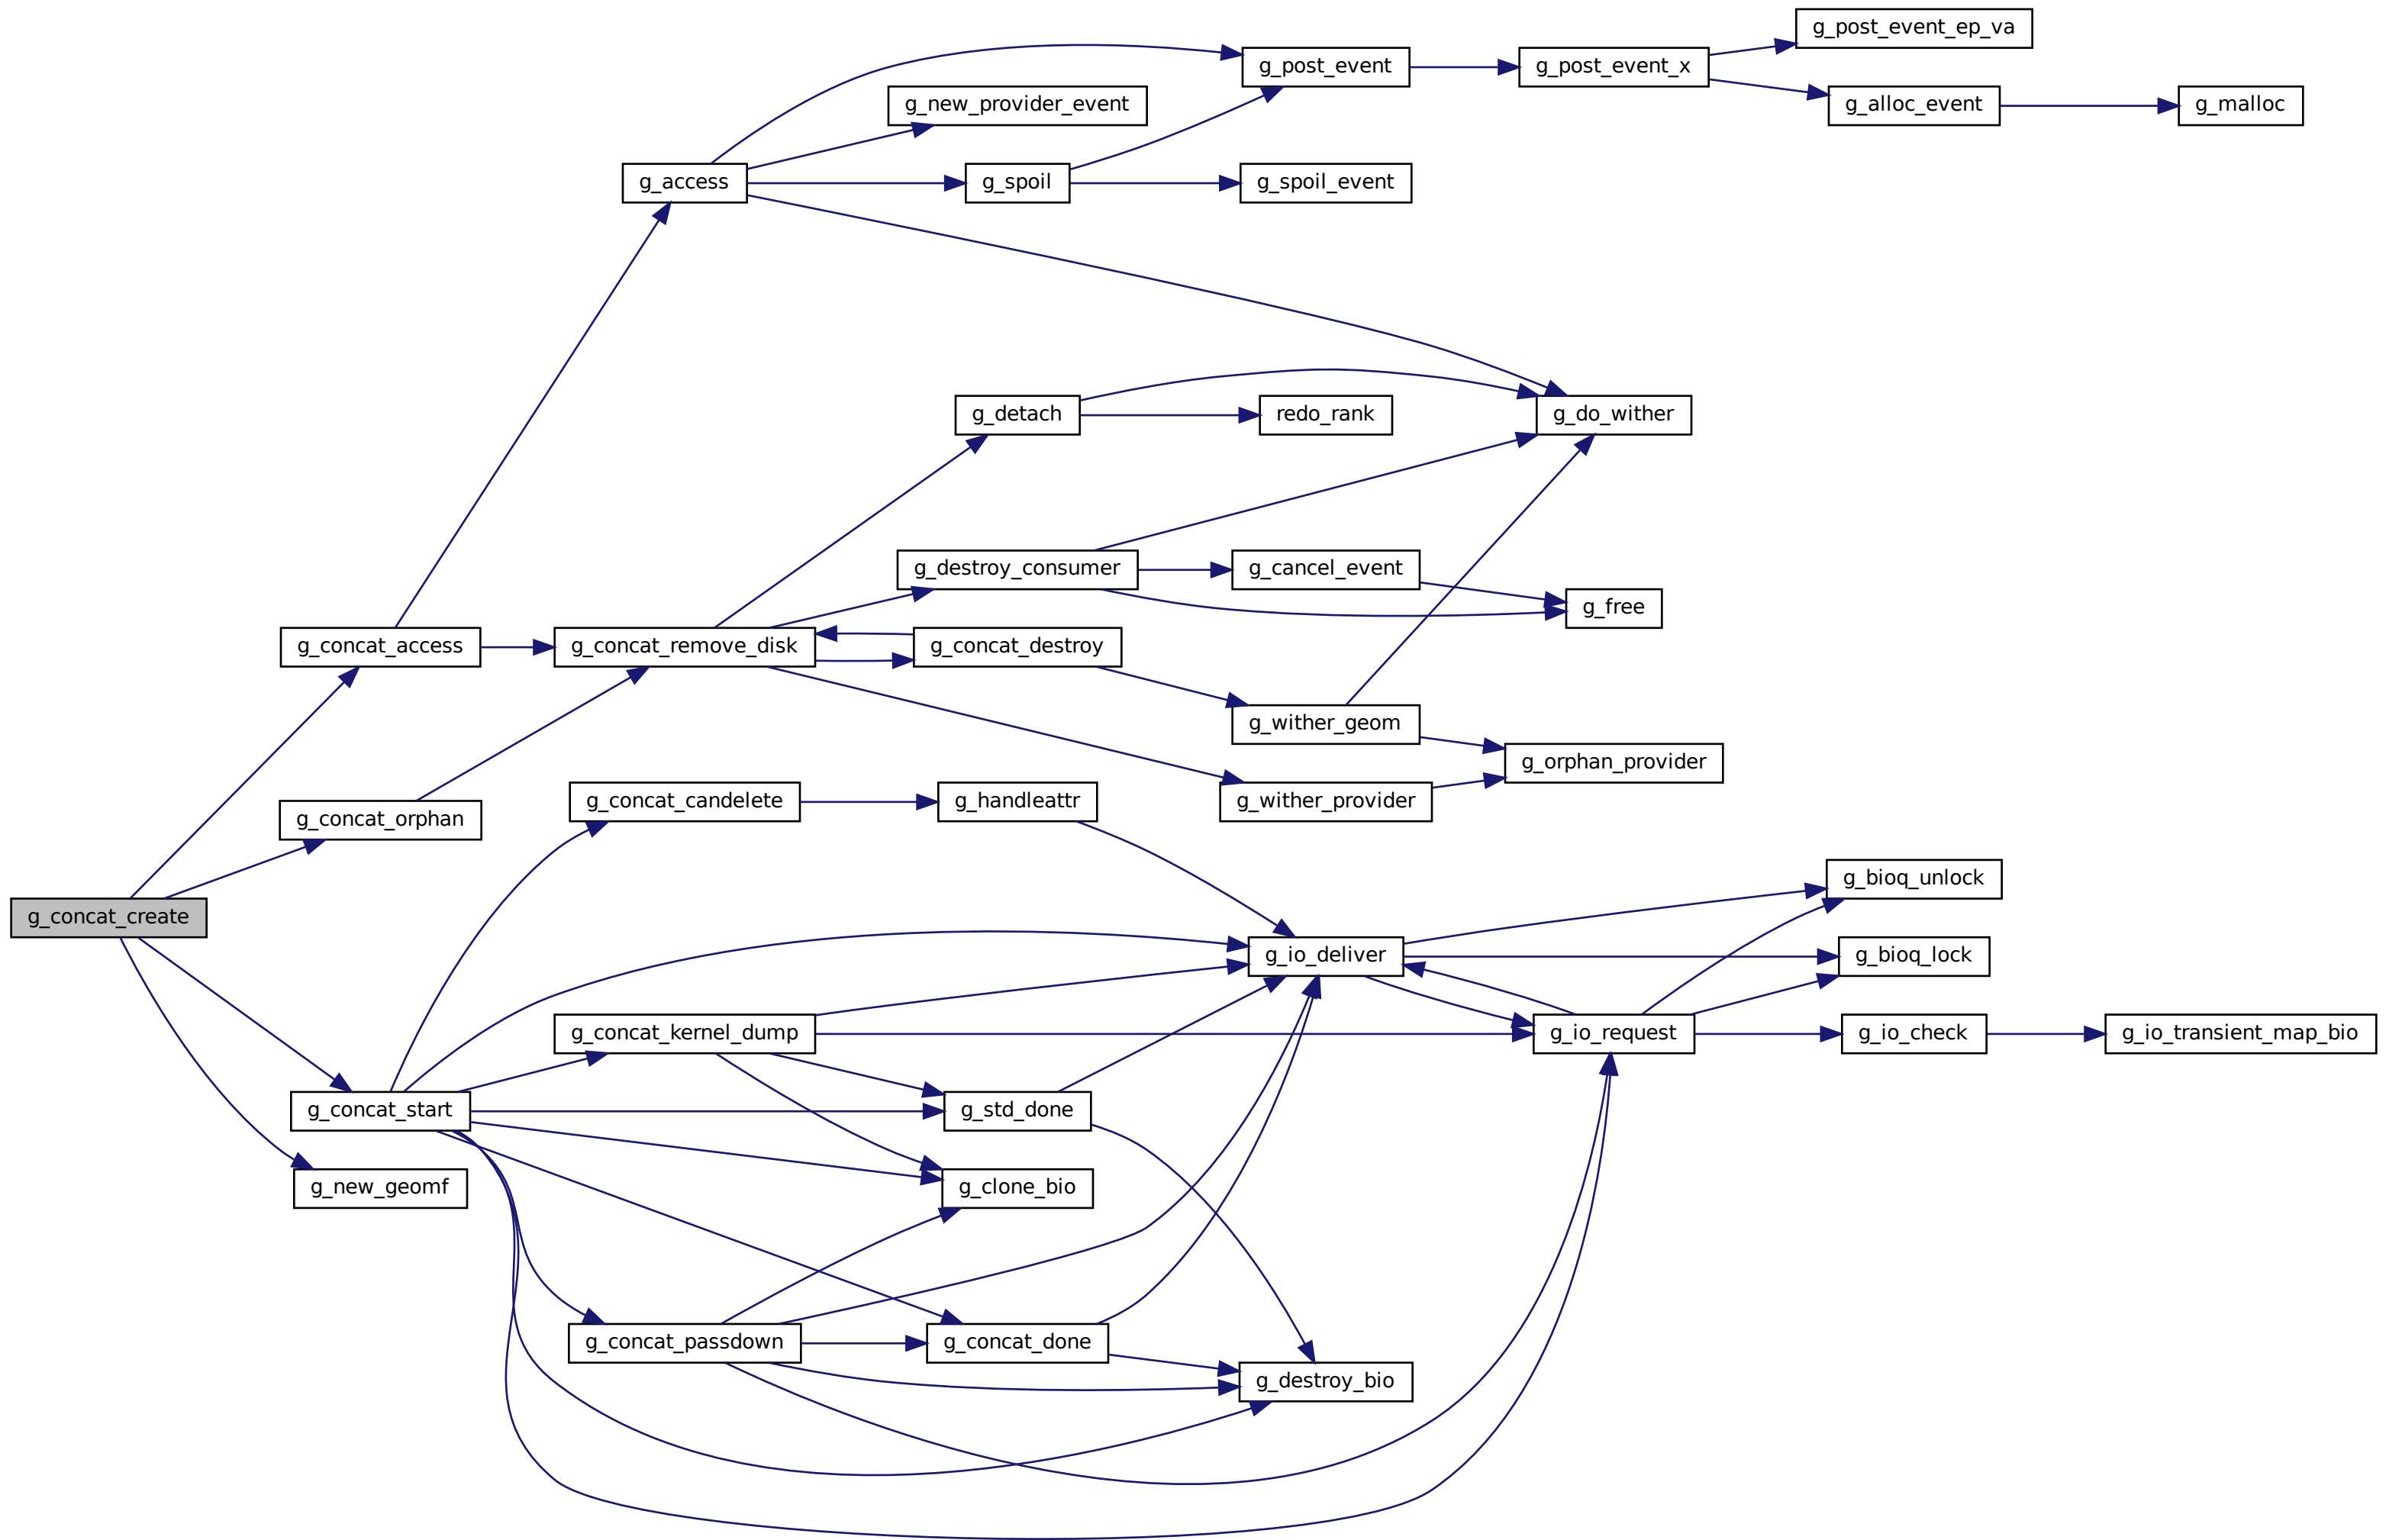 g_post_event_ep_va
g_post_event
g_post_event_x
g_new_provider_event
g_alloc_event
g_malloc
g_access
g_spoil
g_spoil_event
g_detach
redo_rank
g_do_wither
g_destroy_consumer
g_cancel_event
g_free
g_concat_access
g_concat_remove_disk
g_concat_destroy
g_wither_geom
g_orphan_provider
g_concat_candelete
g_handleattr
g_wither_provider
g_concat_orphan
g_bioq_unlock
g_concat_create
g_io_deliver
g_bioq_lock
g_concat_kernel_dump
g_io_request
g_io_check
g_io_transient_map_bio
g_concat_start
g_std_done
g_new_geomf
g_clone_bio
g_concat_passdown
g_concat_done
g_destroy_bio